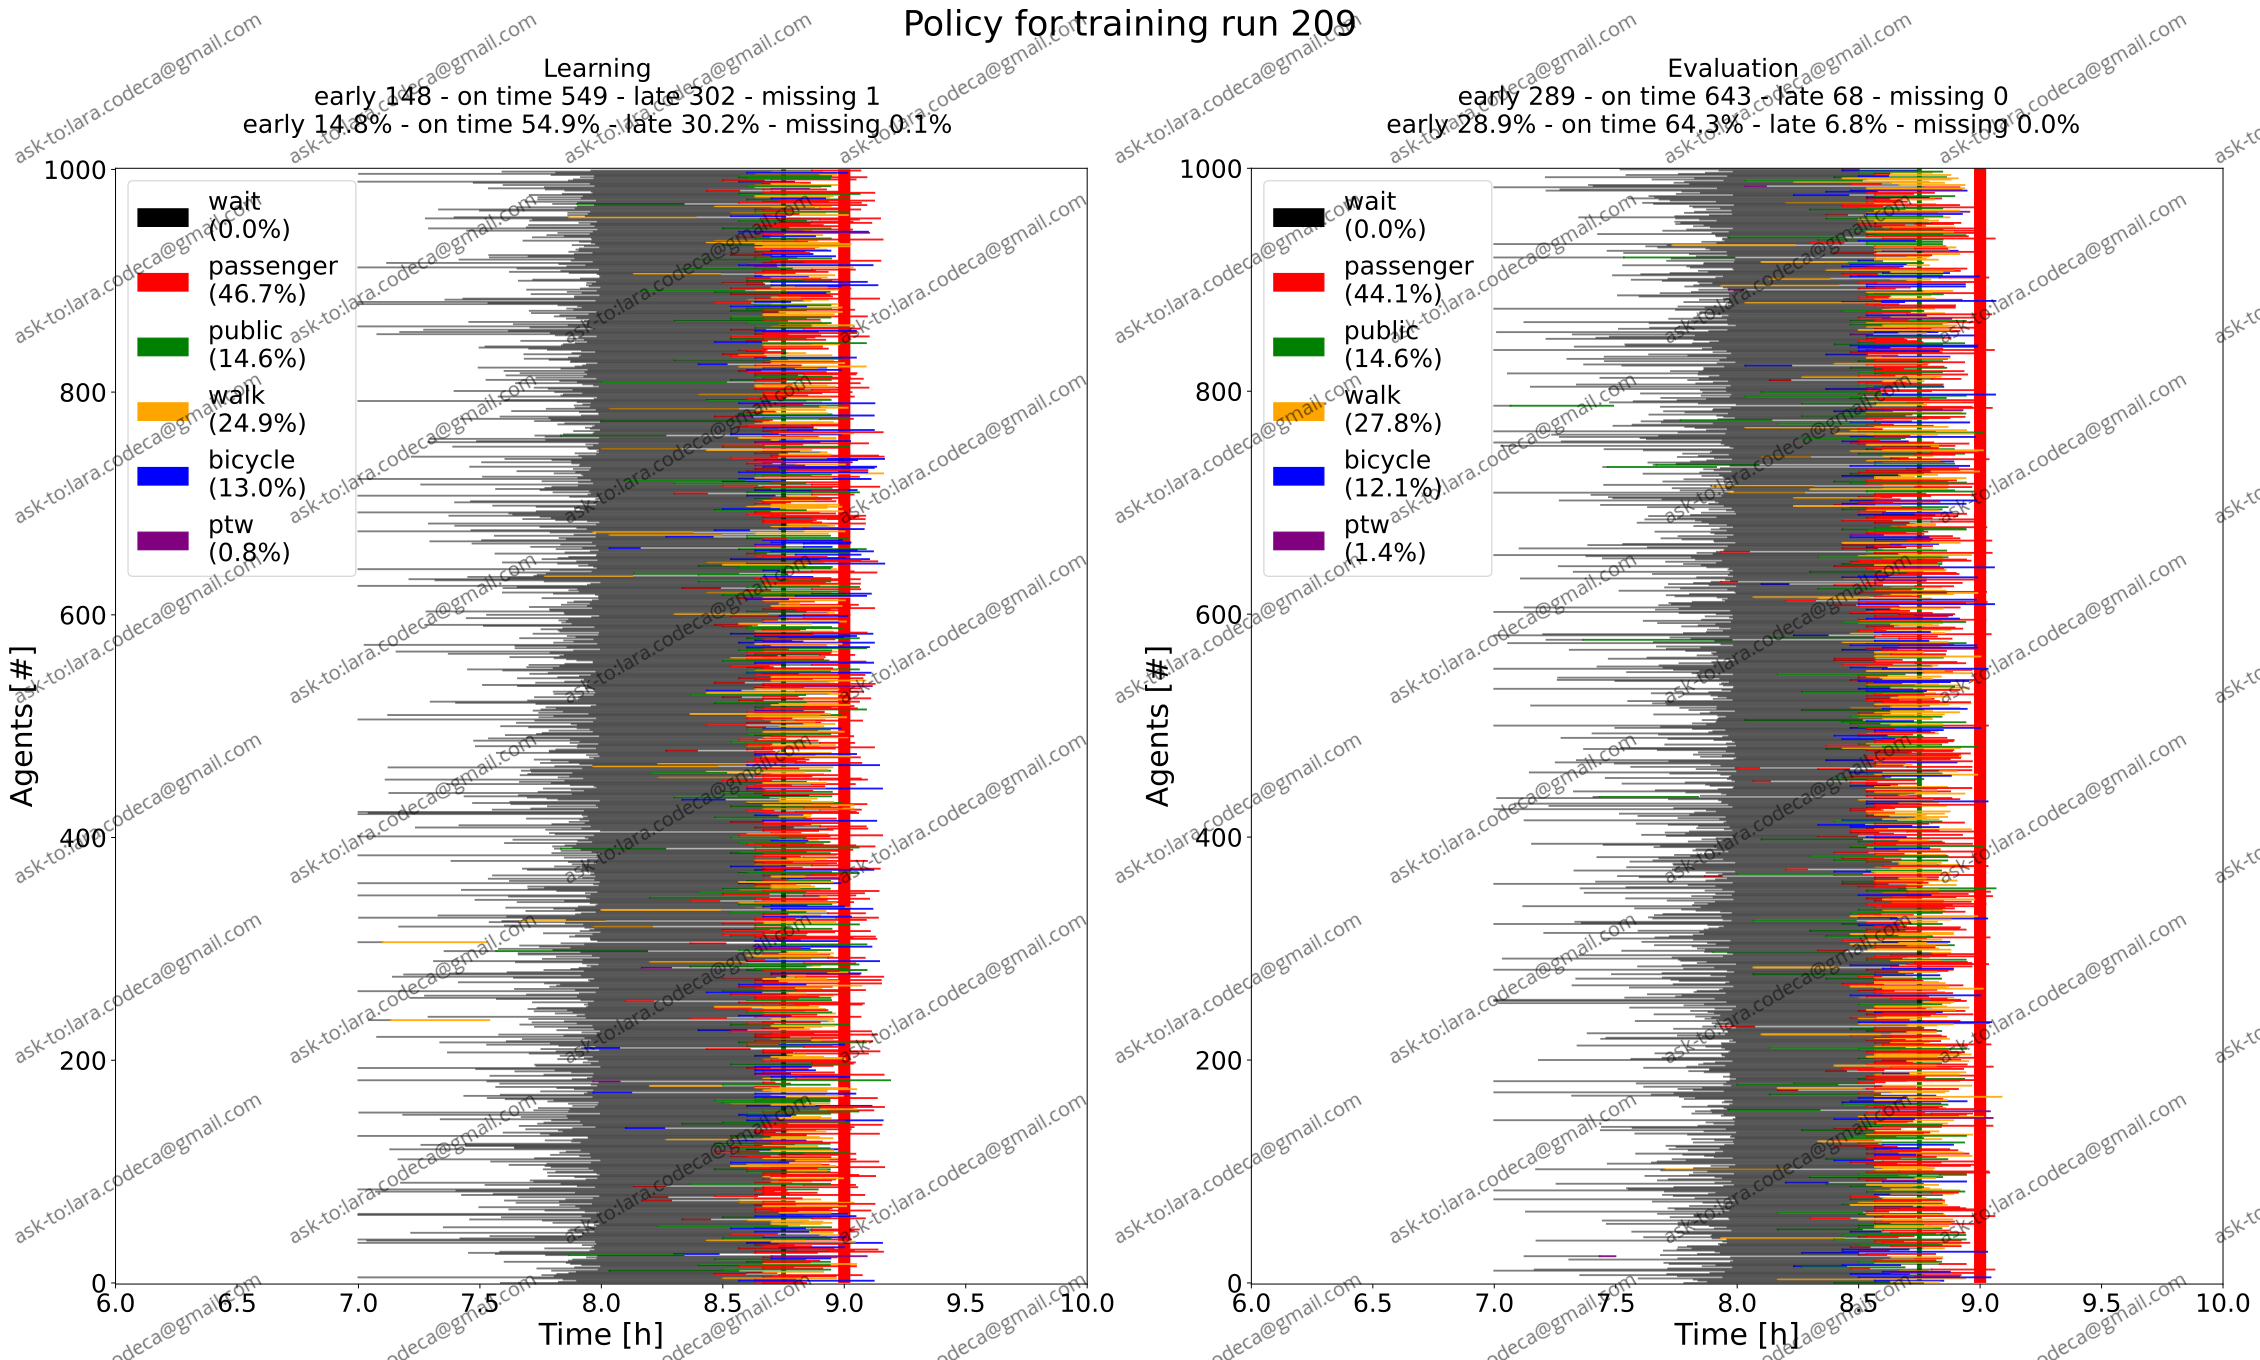 Policy for training run 209
Learning
early 148 - on time 549 - late 302 - missing 1
early 14.8% - on time 54.9% - late 30.2% - missing 0.1%
1000
800
600
400
200
0
Agents [#]
wait
(0.0%)
passenger
(46.7%)
public
(14.6%)
walk
(24.9%)
bicycle
(13.0%)
ptw
(0.8%)
6.0 6.5 7.0 7.5 8.0 8.5 9.0 9.5 10.0
Time [h]
Evaluation
early 289 - on time 643 - late 68 - missing 0
early 28.9% - on time 64.3% - late 6.8% - missing 0.0%
1000
800
600
400
200
0
Agents [#]
wait
(0.0%)
passenger
(44.1%)
public
(14.6%)
walk
(27.8%)
bicycle
(12.1%)
ptw
(1.4%)
6.0 6.5 7.0 7.5 8.0 8.5 9.0 9.5 10.0
Time [h]
ask-to:lara.codeca@gmail.com